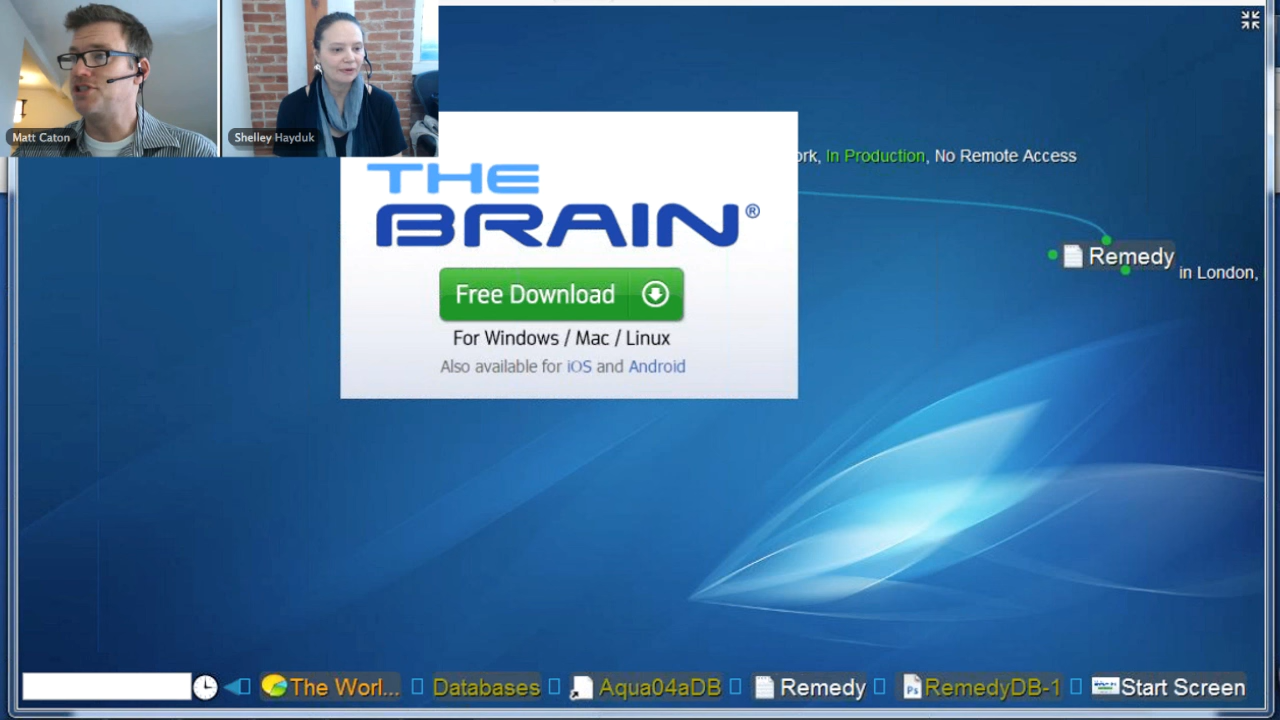 Matt Caton
Shelley Hayduk
THE
BRAIN®
Free Download
For Windows / Mac / Linux
Also available for iOS and Android
ork, In Production, No Remote Access
Remedy
in London,
The Worl...
Databases
Aqua04aDB
Remedy
RemedyDB-1
Start Screen